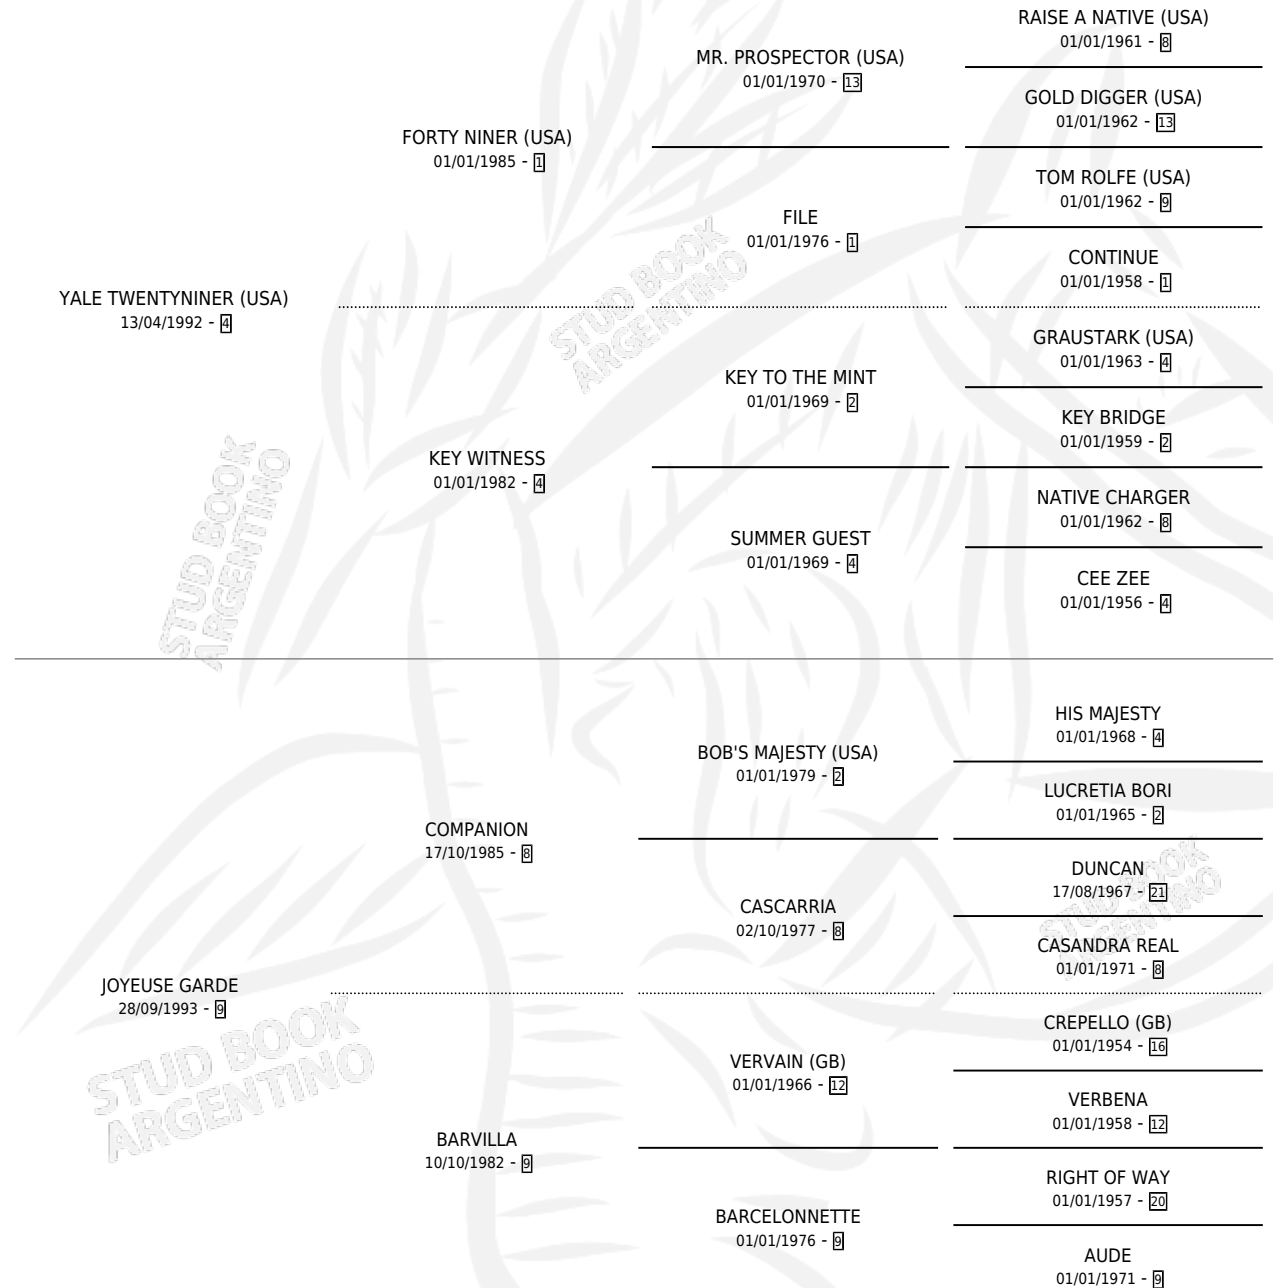 RAISE A NATIVE (USA)
01/01/1961 - 8
MR. PROSPECTOR (USA)
01/01/1970 - 13
GOLD DIGGER (USA)
01/01/1962 - 13
FORTY NINER (USA)
01/01/1985 - 1
TOM ROLFE (USA)
01/01/1962 - 9
FILE
01/01/1976 - 1
CONTINUE
01/01/1958 - 1
YALE TWENTYNINER (USA)
13/04/1992 - 4
STUD BOOK
ARGENTINO
GRAUSTARK (USA)
01/01/1963 - 4
KEY TO THE MINT
01/01/1969 - 2
KEY BRIDGE
01/01/1959 - 2
KEY WITNESS
01/01/1982 - 4
NATIVE CHARGER
01/01/1962 - 8
SUMMER GUEST
01/01/1969 - 4
CEE ZEE
01/01/1956 - 4
STUD BOOK
ARGENTINO
HIS MAJESTY
01/01/1968 - 4
BOB'S MAJESTY (USA)
01/01/1979 - 2
LUCRETIA BORI
01/01/1965 - 2
COMPANION
17/10/1985 - 8
DUNCAN
17/08/1967 - 21
CASCARRIA
02/10/1977 - 8
STUD BOOK
ARGENTINO
CASANDRA REAL
01/01/1971 - 8
JOYEUSE GARDE
28/09/1993 - 9
STUD BOOK
ARGENTINO
CREPELLO (GB)
01/01/1954 - 16
VERVAIN (GB)
01/01/1966 - 12
VERBENA
01/01/1958 - 12
BARVILLA
10/10/1982 - 9
RIGHT OF WAY
01/01/1957 - 20
BARCELONNETTE
01/01/1976 - 9
AUDE
01/01/1971 - 9